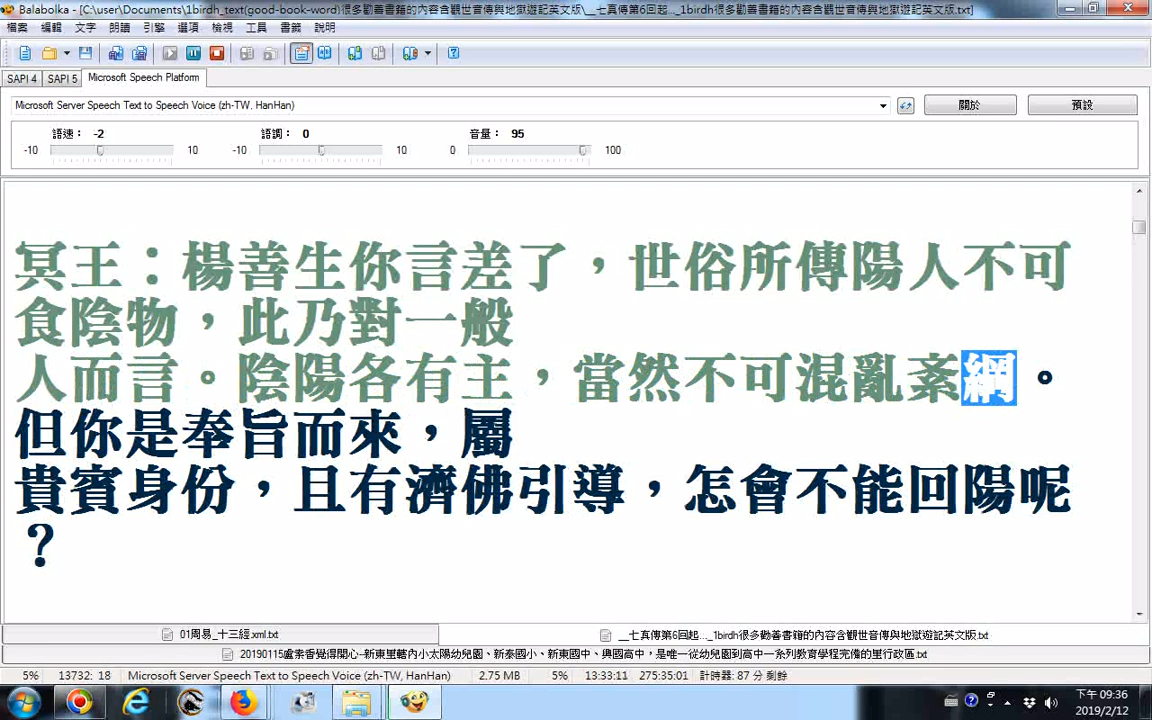 Balabolka - [C:\user\Documents\1birdh_text(good-book-word)很多勸善書籍的內容含觀世音傳與地獄遊記英文版\__七真傳第6回起..._1birdh很多勸善書籍的內容含觀世音傳與地獄遊記英文版.txt]
檔案 編輯 文字 朗讀 引擎 選項 檢視 工具 書籤 說明
SAPI 4 SAPI 5 Microsoft Speech Platform
Microsoft Server Speech Text to Speech Voice (zh-TW, HanHan) 關於 預設
語速： -2 語調： 0 音量： 95
-10 10 -10 10 0 100
冥王：楊善生你言差了，世俗所傳陽人不可
食陰物，此乃對一般
人而言。陰陽各有主，當然不可混亂紊網。
但你是奉旨而來，屬
貴賓身份，且有濟佛引導，怎會不能回陽呢
？
01周易_十三經.xml.txt __七真傳第6回起..._1birdh很多勸善書籍的內容含觀世音傳與地獄遊記英文版.txt
20190115盧素香覺得開心-新東里轄內小太陽幼兒園、新泰國小、新東國中、興國高中，是唯一從幼兒園到高中一系列教育學程完備的里行政區.txt
5% 13732: 18 Microsoft Server Speech Text to Speech Voice (zh-TW, HanHan) 2.75 MB 5% 13:33:11 275:35:01 計時器: 87 分 剩餘
下午 09:36
2019/2/12